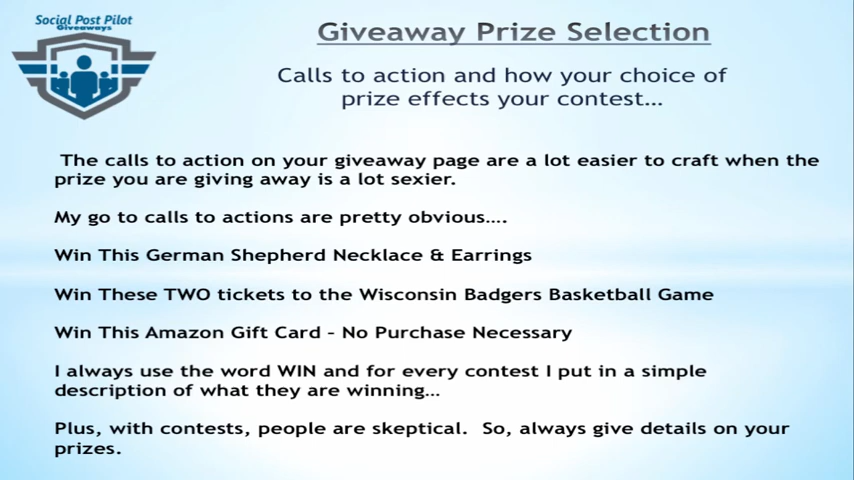 Social Post Pilot
Giveaways
Giveaway Prize Selection
Calls to action and how your choice of
prize effects your contest...
The calls to action on your giveaway page are a lot easier to craft when the
prize you are giving away is a lot sexier.
My go to calls to actions are pretty obvious....
Win This German Shepherd Necklace & Earrings
Win These TWO tickets to the Wisconsin Badgers Basketball Game
Win This Amazon Gift Card – No Purchase Necessary
I always use the word WIN and for every contest I put in a simple
description of what they are winning...
Plus, with contests, people are skeptical.  So, always give details on your
prizes.